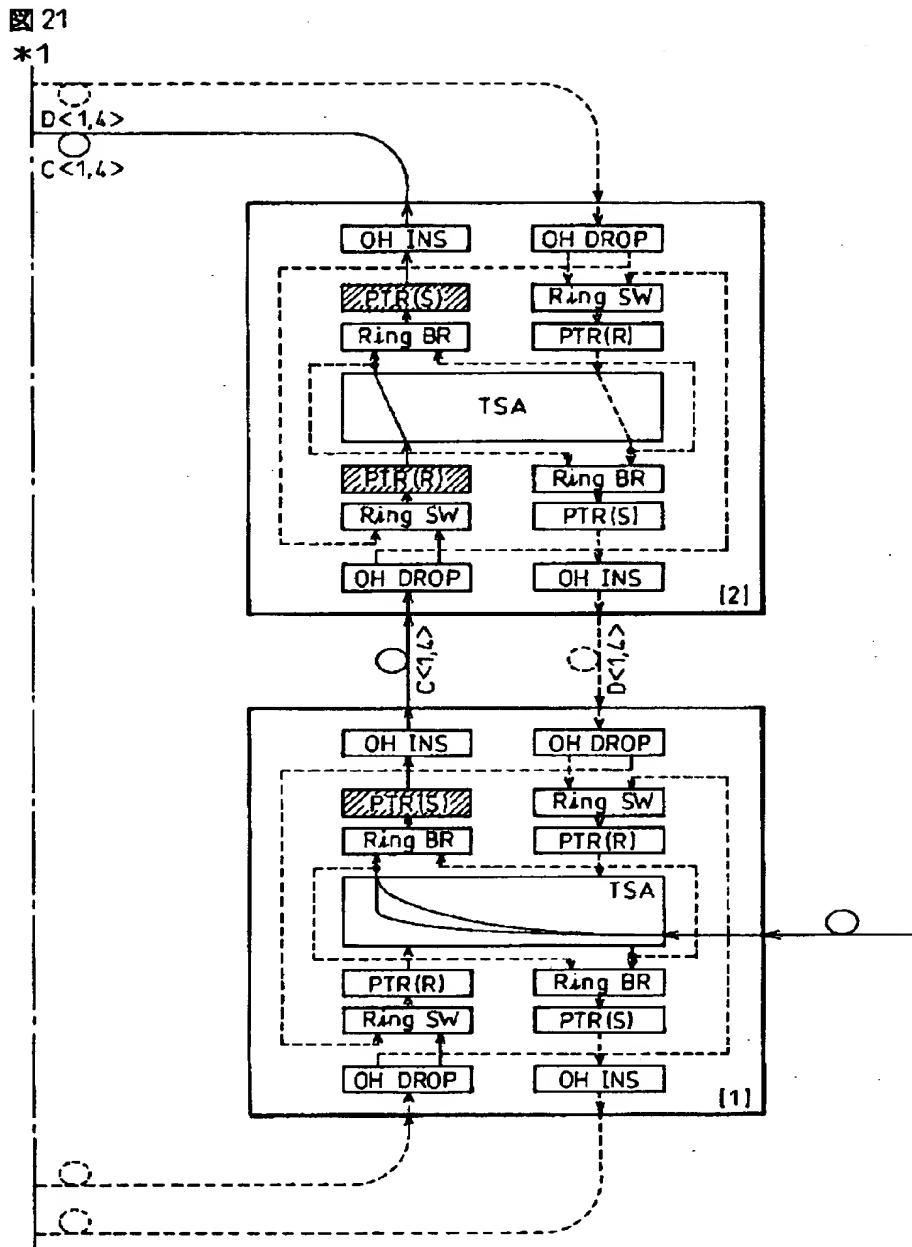 図21
*1
D<1,4>
C<1,4>
OH INS
OH DROP
PTR(S)
Ring SW
Ring BR
PTR(R)
TSA
PTR(R)
Ring BR
Ring SW
PTR(S)
OH DROP
OH INS
[2]
C<1,4>
D<1,4>
OH INS
OH DROP
PTR(S)
Ring SW
Ring BR
PTR(R)
TSA
PTR(R)
Ring BR
Ring SW
PTR(S)
OH DROP
OH INS
[1]